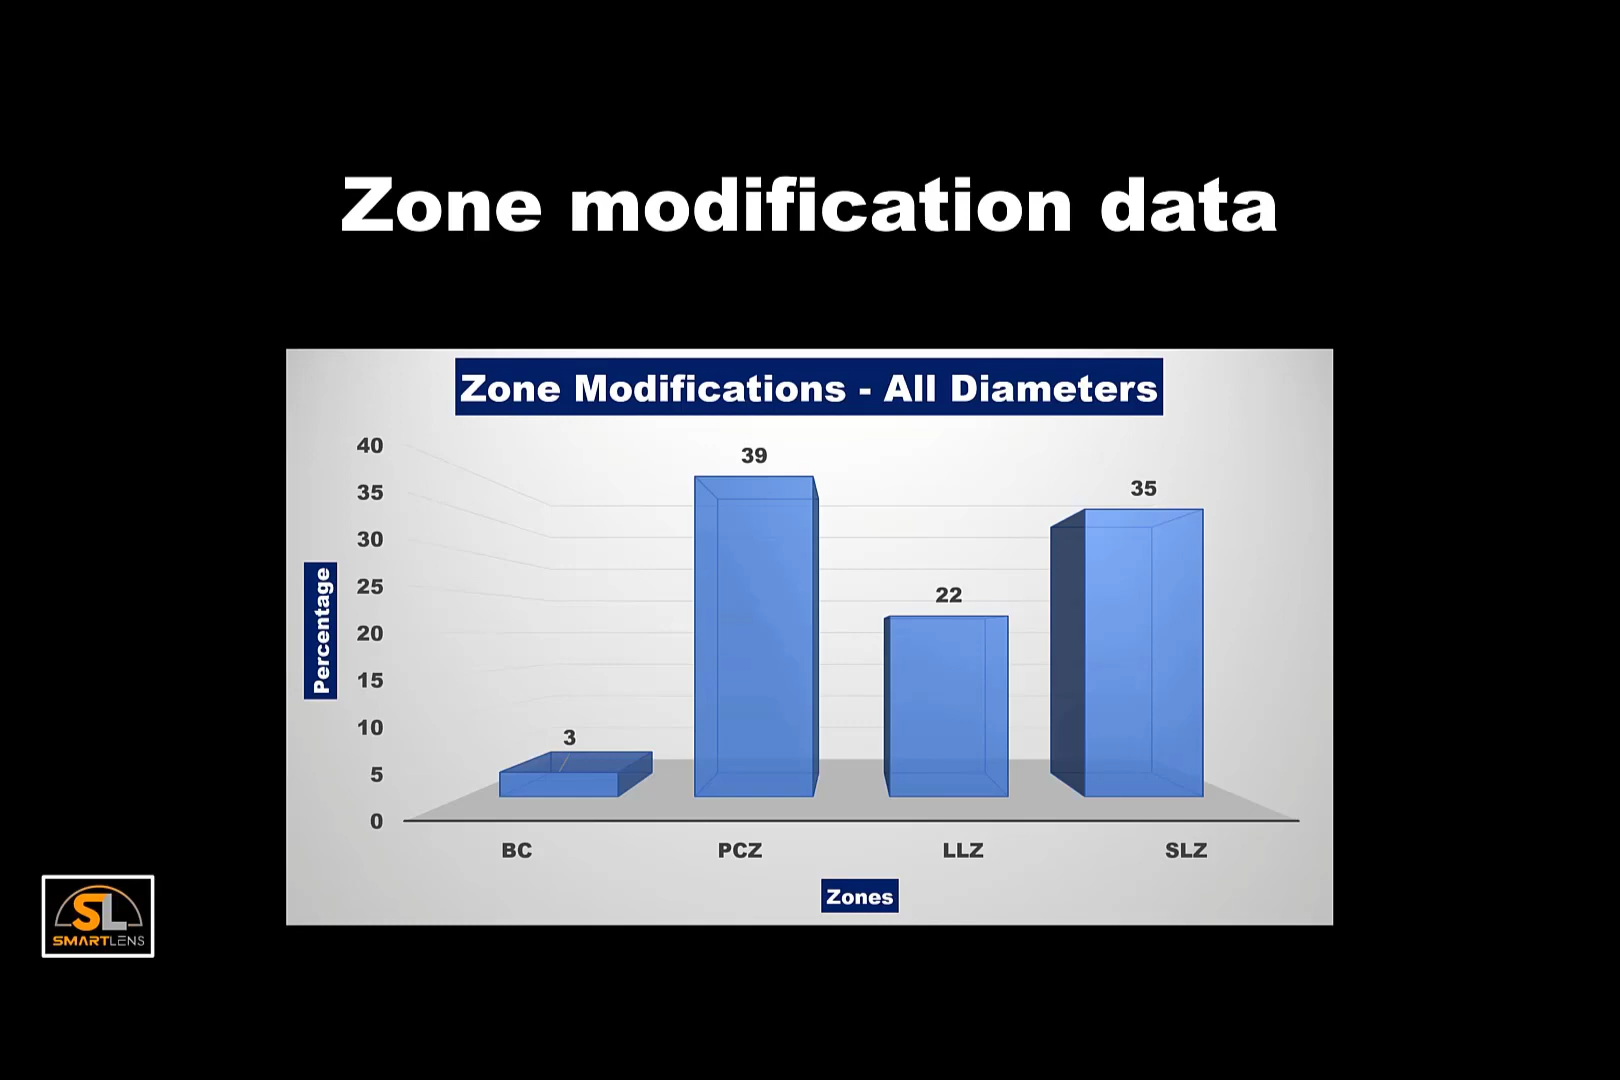 Zone modification data
Zone Modifications - All Diameters
40
35
30
25
20
15
10
5
0
Percentage
3
39
22
35
BC PCZ LLZ SLZ
Zones
SL
SMARTLENS